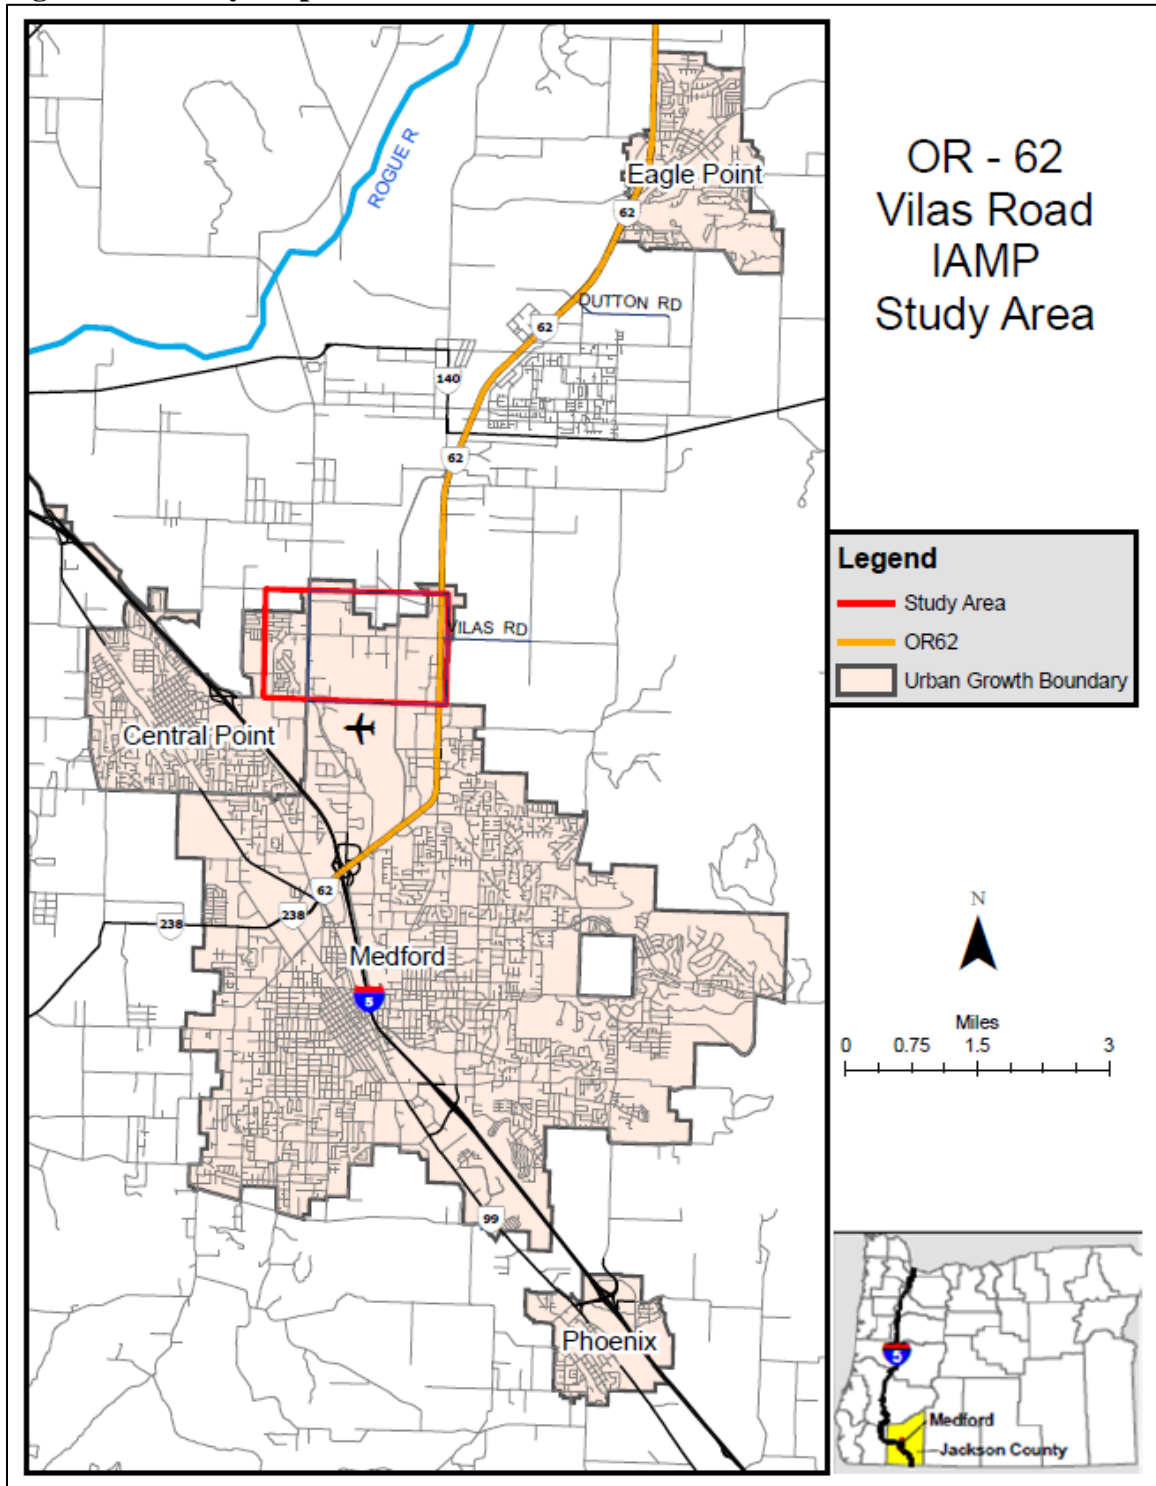 OR - 62
Vilas Road
IAMP
Study Area
ROGUE R
Eagle Point
62
DUTTON RD
62
140
62
Legend
Study Area
OR62
Urban Growth Boundary
VILAS RD
Central Point
62
238
238
Medford
5
N
Miles
0 0.75 1.5 3
99
Phoenix
5
Medford
Jackson County